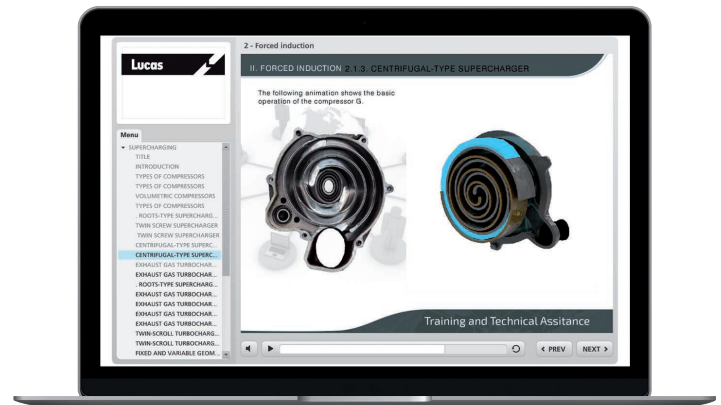 2 - Forced induction
Lucas
II. FORCED INDUCTION 2.1.3. CENTRIFUGAL-TYPE SUPERCHARGER
The following animation shows the basic
operation of the compressor G.
Menu
SUPERCHARGING
TITLE
INTRODUCTION
TYPES OF COMPRESSORS
TYPES OF COMPRESSORS
VOLUMETRIC COMPRESSORS
TYPES OF COMPRESSORS
. ROOTS-TYPE SUPERCHARG...
TWIN SCREW SUPERCHARGER
TWIN SCREW SUPERCHARGER
CENTRIFUGAL-TYPE SUPERC...
CENTRIFUGAL-TYPE SUPERC...
EXHAUST GAS TURBOCHAR...
EXHAUST GAS TURBOCHAR...
. ROOTS-TYPE SUPERCHARG...
EXHAUST GAS TURBOCHAR...
EXHAUST GAS TURBOCHAR...
EXHAUST GAS TURBOCHAR...
EXHAUST GAS TURBOCHAR...
TWIN-SCROLL TURBOCHARG...
TWIN-SCROLL TURBOCHARG...
FIXED AND VARIABLE GEOM...
Training and Technical Assitance
< PREV
NEXT >